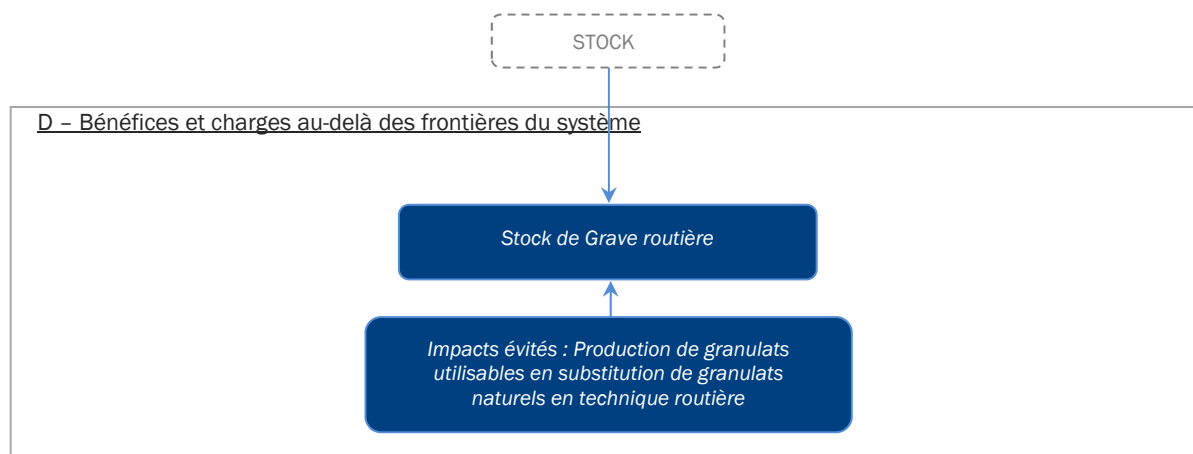 STOCK
D – Bénéfices et charges au-delà des frontières du système
Stock de Grave routière
Impacts évités : Production de granulats
utilisables en substitution de granulats
naturels en technique routière